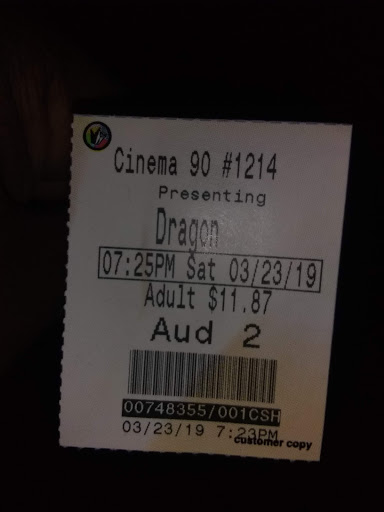 Cinema 90 #1214
Presenting
Dragon
07:25PM Sat 03/23/19
Adult $11.87
Aud 2
00748355/001CSH
03/23/19 7:23PM
customer copy